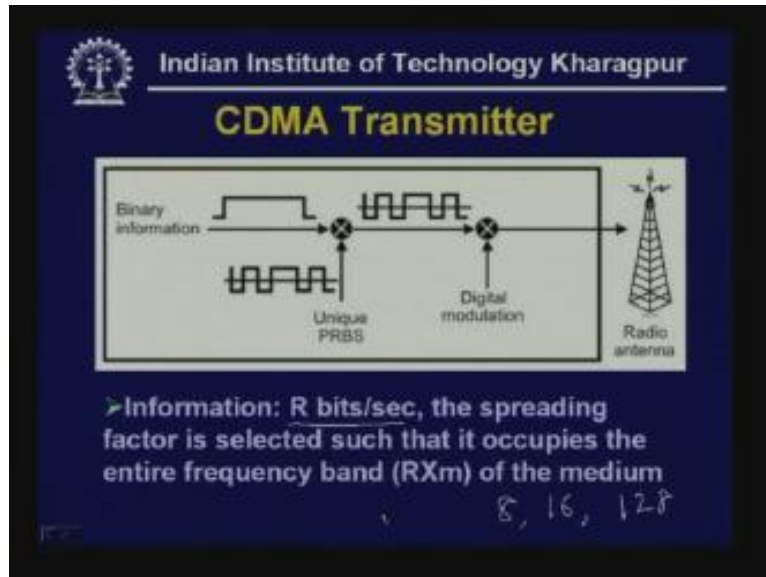 Indian Institute of Technology Kharagpur
CDMA Transmitter
Binary
information
Unique
PRBS
Digital
modulation
Radio
antenna
➢Information: R bits/sec, the spreading
factor is selected such that it occupies the
entire frequency band (RXm) of the medium
8, 16, 128